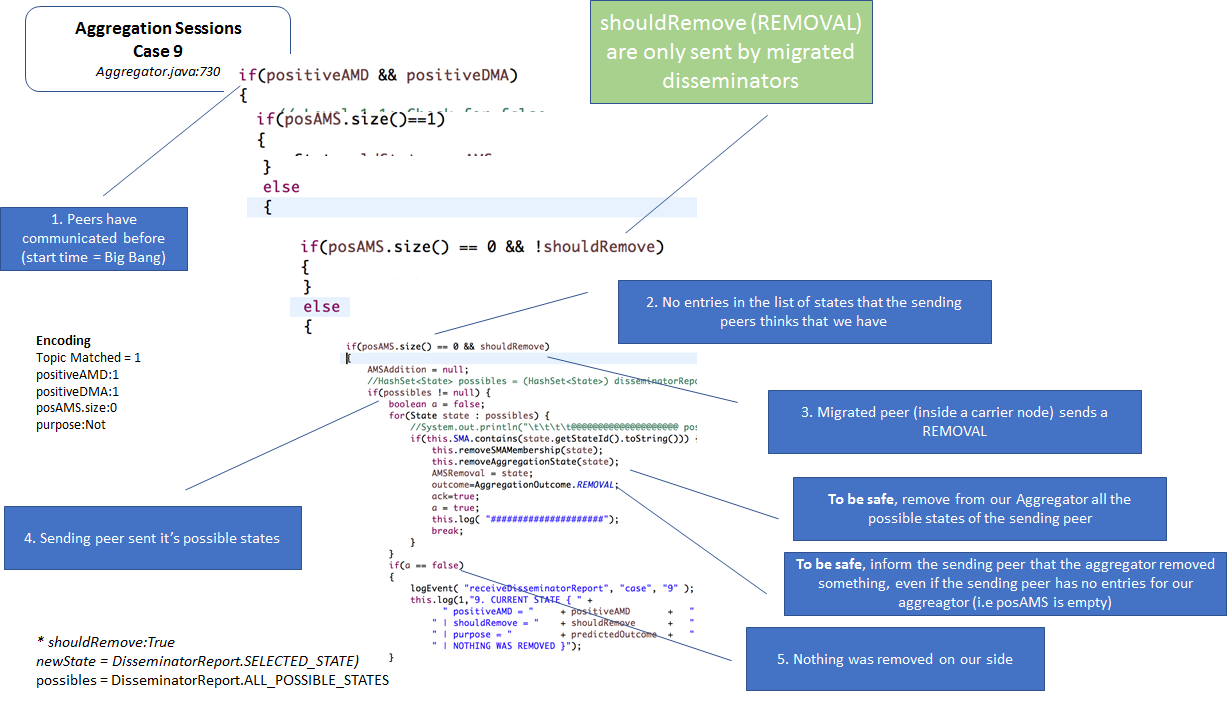 Aggregation Sessions
Case 9
Aggregator.java:730
shouldRemove (REMOVAL)
are only sent by migrated
disseminators
if(positiveAMD && positiveDMA)
{
if(posAMS.size()==1)
{
}
else
{
1. Peers have
communicated before
(start time = Big Bang)
if(posAMS.size() == 0 && !shouldRemove)
{
}
else
{
2. No entries in the list of states that the sending
peers thinks that we have
Encoding
Topic Matched = 1
positiveAMD:1
positiveDMA:1
posAMS.size:0
purpose:Not
if(posAMS.size() == 0 && shouldRemove)
{
AMSAddition = null;
//HashSet<State> possibles = (HashSet<State>) disseminatorRepo
if(possibles != null) {
boolean a = false;
for(State state : possibles) {
//System.out.println("\t\t\t\t@@@@@@@@@@@@@@@@@@@@ pos
if(this.SMA.contains(state.getStateId().toString())) {
this.removeSMAMembership(state);
this.removeAggregationState(state);
AMSRemoval = state;
outcome=AggregationOutcome.REMOVAL;
ack=true;
a = true;
this.log( "#####################");
break;
}
}
if(a == false)
{
logEvent( "receiveDisseminatorReport", "case", "9" );
this.log(1,"9. CURRENT STATE { " +
" positiveAMD = " + positiveAMD + "
" | shouldRemove = " + shouldRemove + "
" | purpose = " + predictedOutcome + "
" | NOTHING WAS REMOVED }");
}
3. Migrated peer (inside a carrier node) sends a
REMOVAL
To be safe, remove from our Aggregator all the
possible states of the sending peer
4. Sending peer sent it's possible states
To be safe, inform the sending peer that the aggregator removed
something, even if the sending peer has no entries for our
aggreagtor (i.e posAMS is empty)
5. Nothing was removed on our side
* shouldRemove:True
newState = DisseminatorReport.SELECTED_STATE)
possibles = DisseminatorReport.ALL_POSSIBLE_STATES